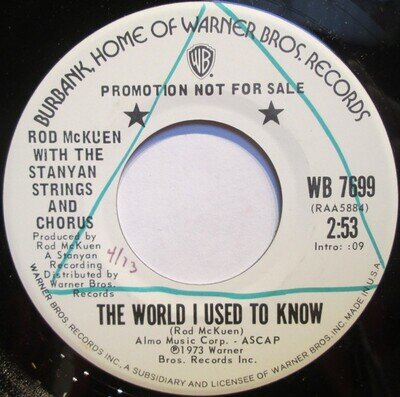 BURBANK, HOME OF WARNER BROS. RECORDS
WB
PROMOTION NOT FOR SALE
ROD McKUEN
WITH THE
STANYAN
STRINGS
AND
CHORUS
Produced by
Rod McKuen
A Stanyan
Recording
Distributed by
Warner Bros.
Records
4/73
WB 7699
(RAA5884)
2:53
Intro: :09
THE WORLD I USED TO KNOW
(Rod McKuen)
Almo Music Corp. - ASCAP
℗1973 Warner
Bros. Records Inc.
WARNER BROS. RECORDS INC., A SUBSIDIARY AND LICENSEE OF WARNER BROS. INC. MADE IN U.S.A.